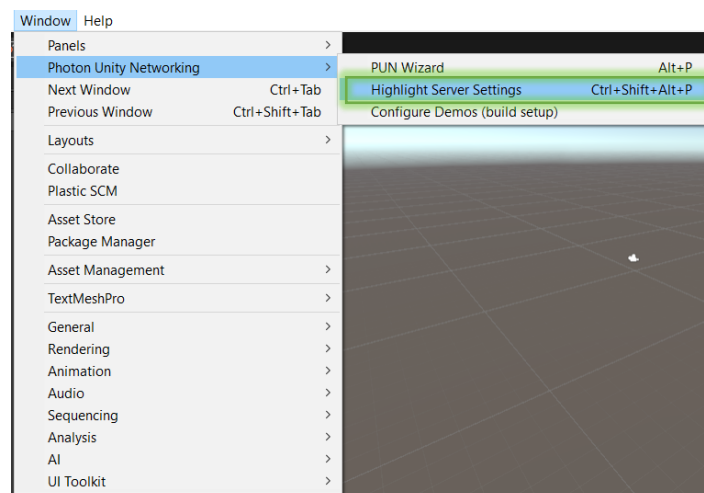 Window Help
Panels
Photon Unity Networking
PUN Wizard Alt+P
Next Window Ctrl+Tab
Highlight Server Settings Ctrl+Shift+Alt+P
Previous Window Ctrl+Shift+Tab
Configure Demos (build setup)
Layouts
Collaborate
Plastic SCM
Asset Store
Package Manager
Asset Management
TextMeshPro
General
Rendering
Animation
Audio
Sequencing
Analysis
AI
UI Toolkit